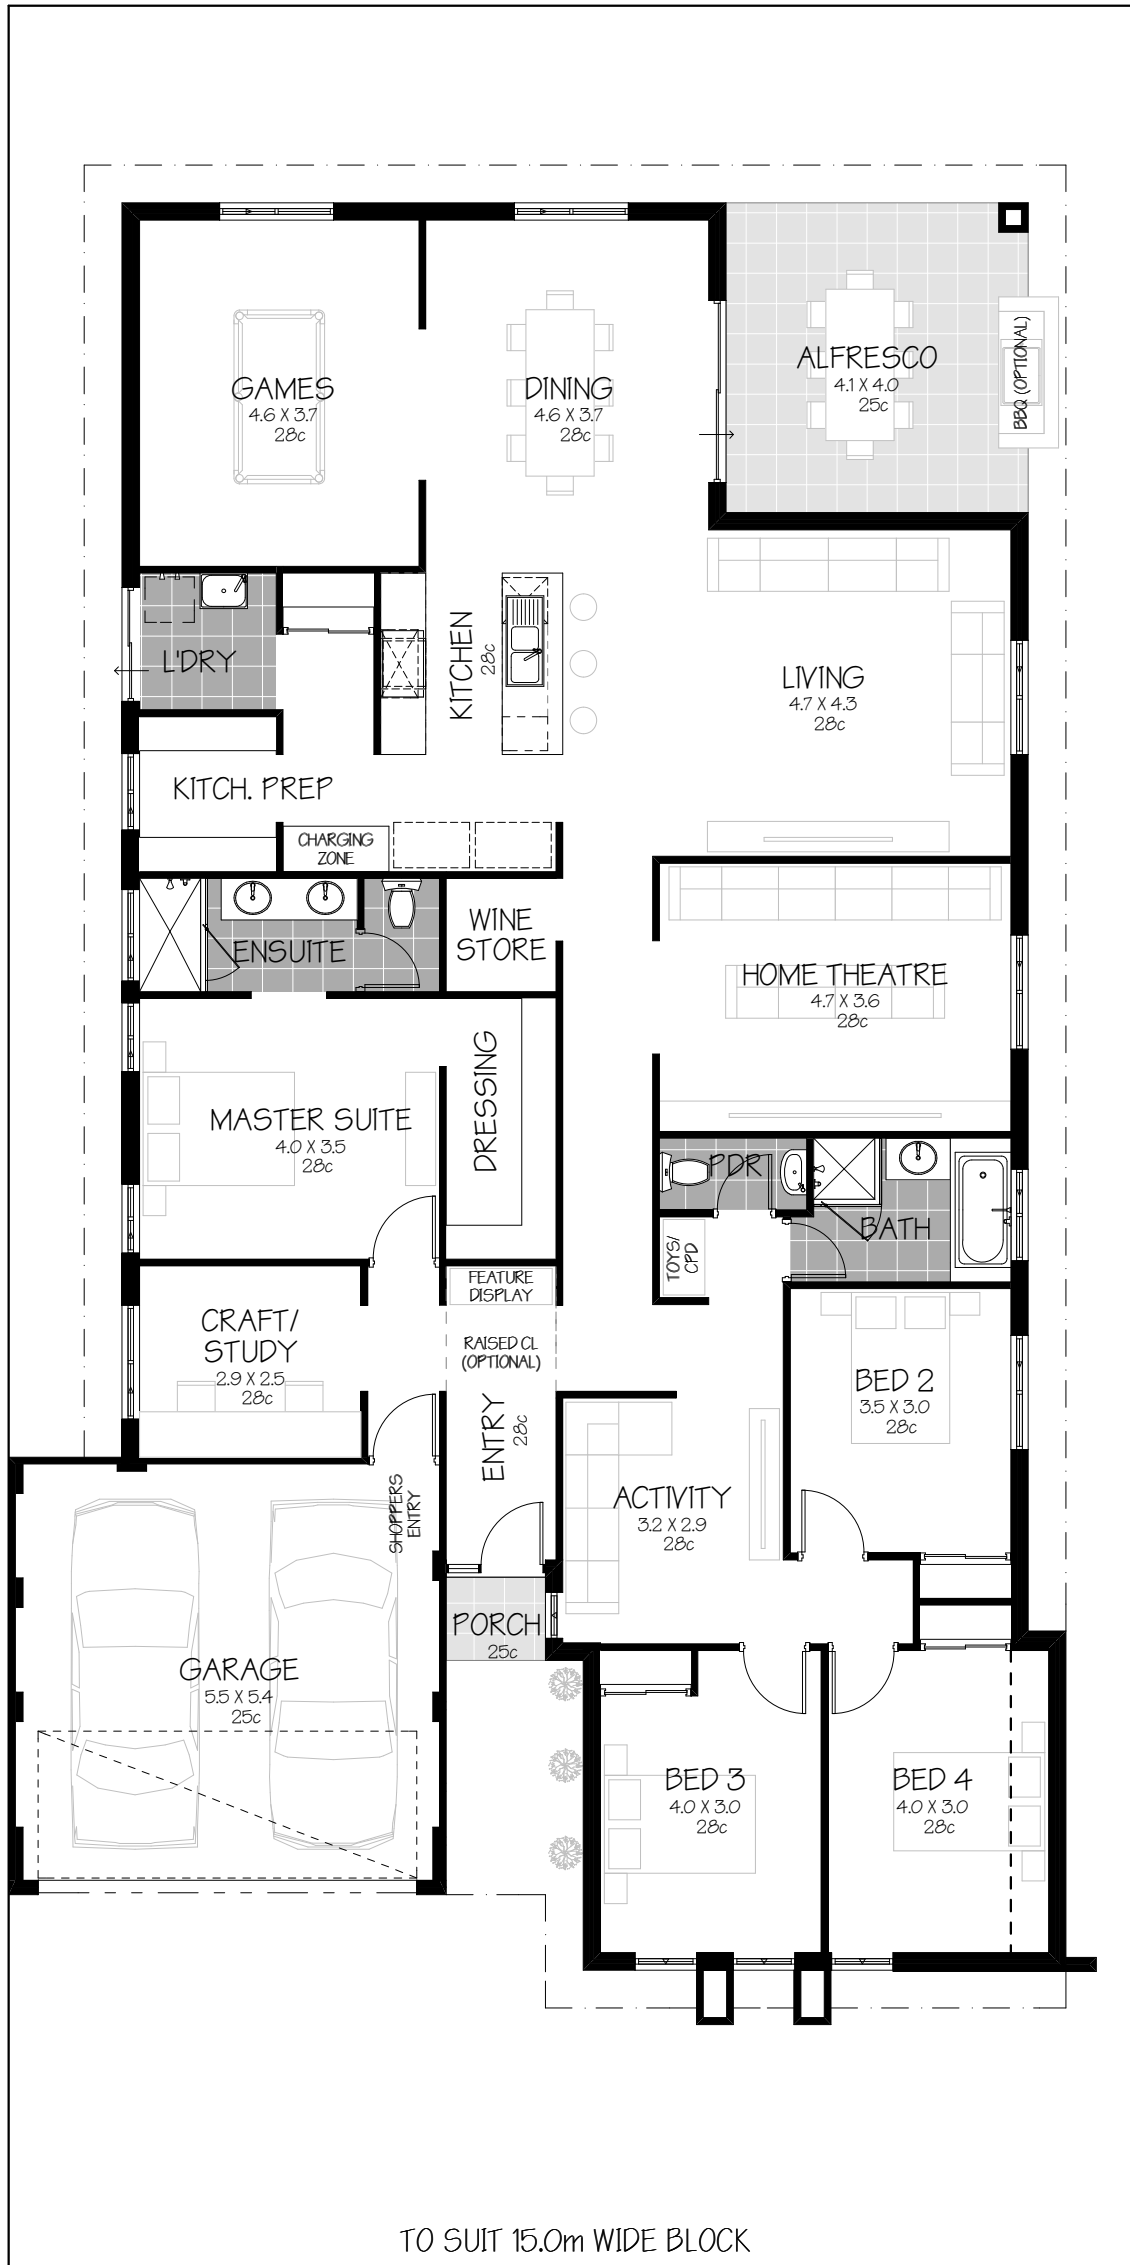 GAMES
4.6 X 3.7
28c
DINING
4.6 X 3.7
28c
ALFRESCO
4.1 X 4.0
25c
BBQ (OPTIONAL)
L'DRY
KITCHEN
28c
LIVING
4.7 X 4.3
28c
KITCH. PREP
CHARGING
ZONE
ENSUITE
WINE
STORE
HOME THEATRE
4.7 X 3.6
28c
MASTER SUITE
4.0 X 3.5
28c
DRESSING
PDR
BATH
TOYS/
CPD
FEATURE
DISPLAY
RAISED CL
(OPTIONAL)
CRAFT/
STUDY
2.9 X 2.5
28c
ENTRY
28c
BED 2
3.5 X 3.0
28c
SHOPPERS
ENTRY
ACTIVITY
3.2 X 2.9
28c
PORCH
25c
GARAGE
5.5 X 5.4
25c
BED 3
4.0 X 3.0
28c
BED 4
4.0 X 3.0
28c
TO SUIT 15.0m WIDE BLOCK